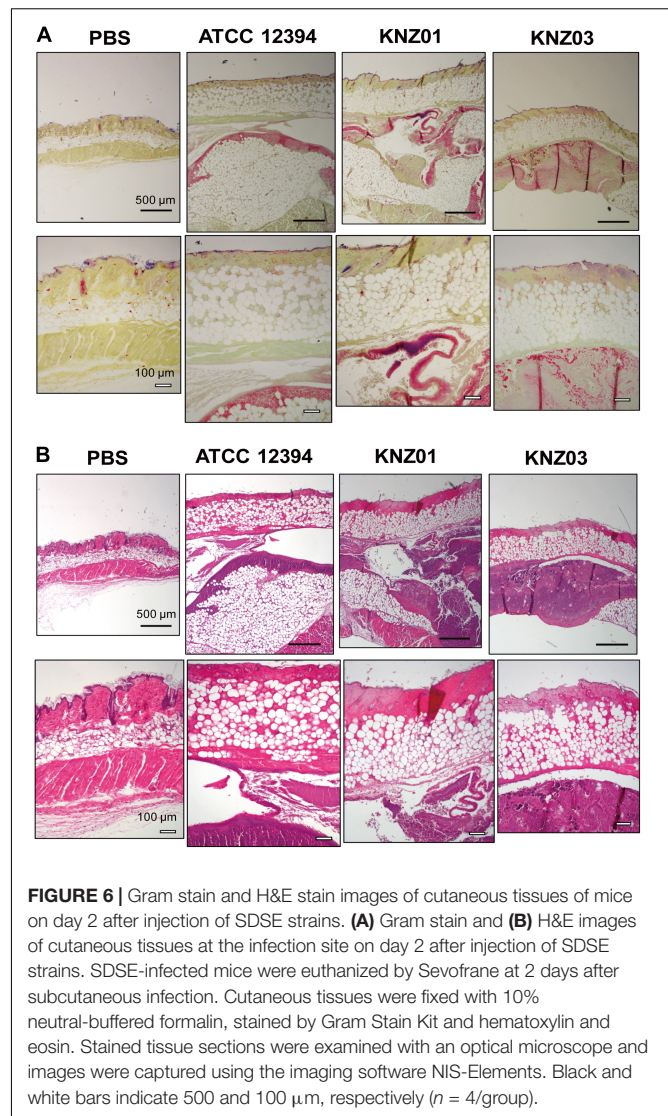 A
PBS ATCC 12394 KNZ01 KNZ03
500 μm
100 μm
B
PBS ATCC 12394 KNZ01 KNZ03
500 μm
100 μm
FIGURE 6 | Gram stain and H&E stain images of cutaneous tissues of mice
on day 2 after injection of SDSE strains. (A) Gram stain and (B) H&E images
of cutaneous tissues at the infection site on day 2 after injection of SDSE
strains. SDSE-infected mice were euthanized by Sevofrane at 2 days after
subcutaneous infection. Cutaneous tissues were fixed with 10%
neutral-buffered formalin, stained by Gram Stain Kit and hematoxylin and
eosin. Stained tissue sections were examined with an optical microscope and
images were captured using the imaging software NIS-Elements. Black and
white bars indicate 500 and 100 μm, respectively (n = 4/group).